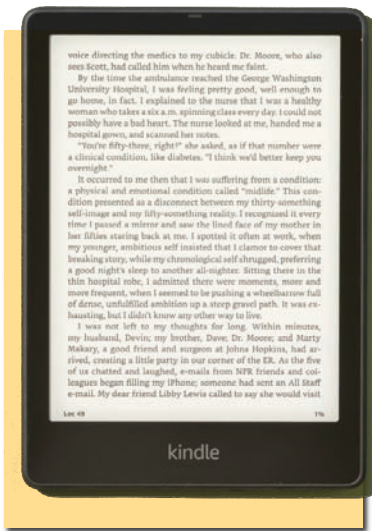 voice directing the medics to my cubicle. Dr. Moore, who also
sees Scott, had called him when he heard me faint.
By the time the ambulance reached the George Washington
University Hospital, I was feeling pretty good, well enough to
go home, in fact. I explained to the nurse that I was a healthy
woman who takes a six a.m. spinning class every day. I could not
possibly have a bad heart. The nurse looked at me, handed me a
hospital gown, and scanned her notes.
"You're fifty-three, right?" she asked, as if that number were
a clinical condition, like diabetes. "I think we'd better keep you
overnight."
It occurred to me then that I was suffering from a condition:
a physical and emotional condition called "midlife." This con-
dition presented as a disconnect between my thirty-something
self-image and my fifty-something reality. I recognized it every
time I passed a mirror and saw the lined face of my mother in
her fifties staring back at me. I spotted it often at work, when
my younger, ambitious self insisted that I clamor to cover that
breaking story, while my chronological self shrugged, preferring
a good night's sleep to another all-nighter. Sitting there in the
thin hospital robe, I admitted there were moments, more and
more frequent, when I seemed to be pushing a wheelbarrow full
of dense, unfulfilled ambition up a steep gravel path. It was ex-
hausting, but I didn't know any other way to live.
I was not left to my thoughts for long. Within minutes,
my husband, Devin; my brother, Dave; Dr. Moore; and Marty
Makary, a good friend and surgeon at Johns Hopkins, had ar-
rived, creating a little party in our corner of the ER. As the five
of us chatted and laughed, e-mails from NPR friends and col-
leagues began filling my iPhone; someone had sent an All Staff
e-mail. My dear friend Libby Lewis called to say she would visit
Loc 49 1%
kindle